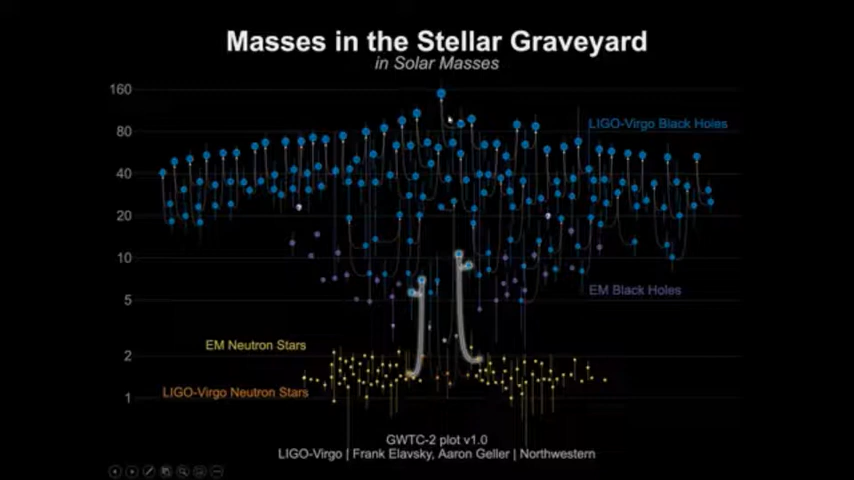 Masses in the Stellar Graveyard
in Solar Masses
160
80
LIGO-Virgo Black Holes
40
20
10
EM Black Holes
5
EM Neutron Stars
2
LIGO-Virgo Neutron Stars
1
GWTC-2 plot v1.0
LIGO-Virgo | Frank Elavsky, Aaron Geller | Northwestern